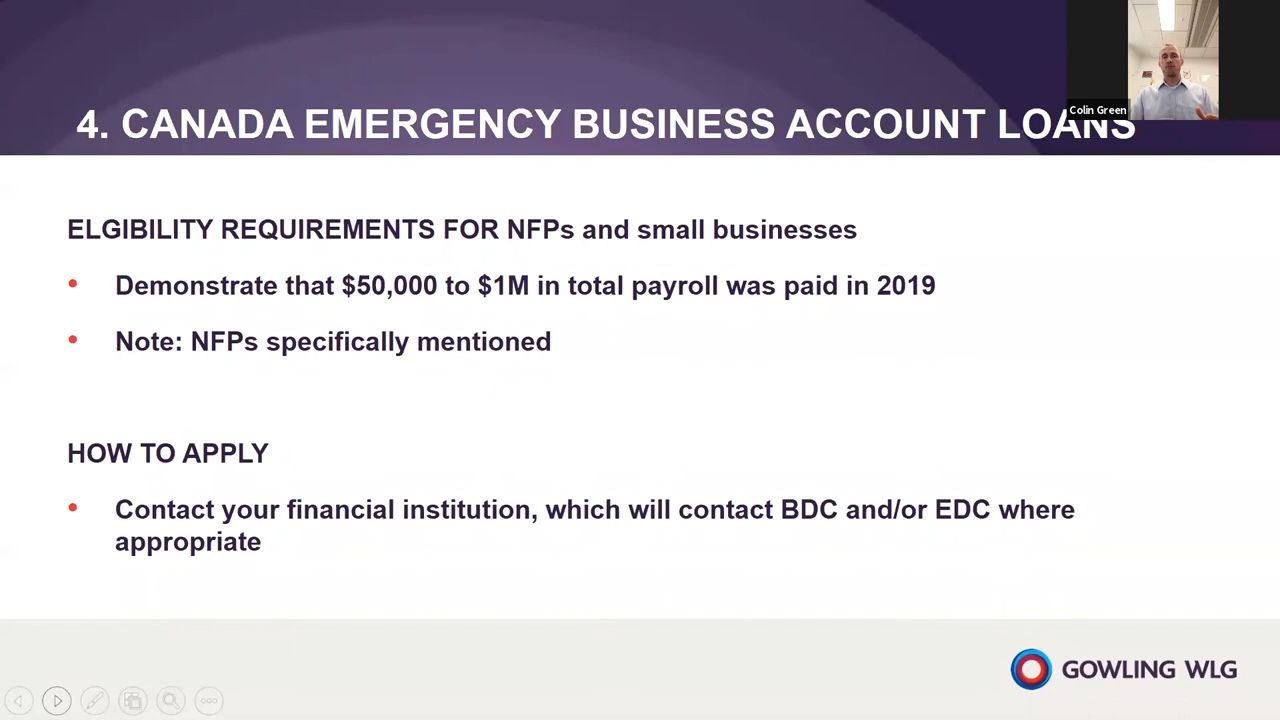 4. CANADA EMERGENCY BUSINESS ACCOUNT LOANS
Colin Green
ELGIBILITY REQUIREMENTS FOR NFPs and small businesses
• Demonstrate that $50,000 to $1M in total payroll was paid in 2019
• Note: NFPs specifically mentioned
HOW TO APPLY
• Contact your financial institution, which will contact BDC and/or EDC where
appropriate
GOWLING WLG